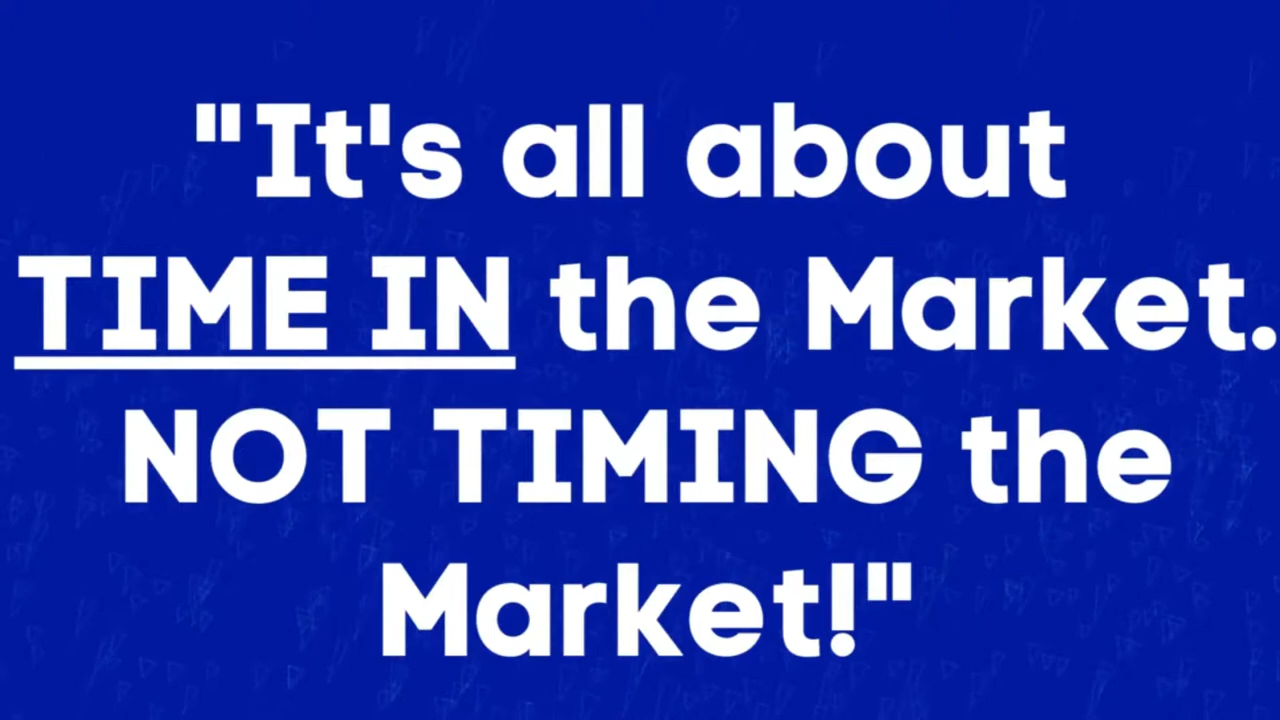 "It's all about
TIME IN the Market.
NOT TIMING the
Market!"